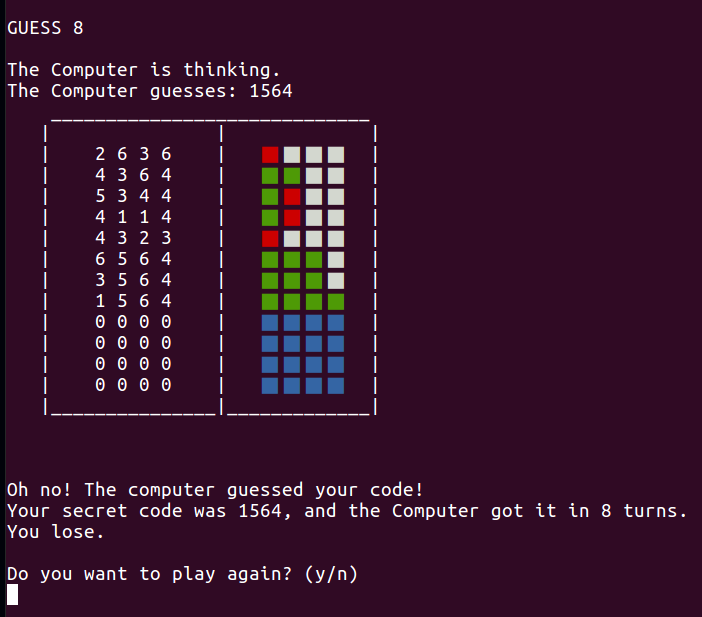 GUESS 8
The Computer is thinking.
The Computer guesses: 1564
2 6 3 6
4 3 6 4
5 3 4 4
4 1 1 4
4 3 2 3
6 5 6 4
3 5 6 4
1 5 6 4
0 0 0 0
0 0 0 0
0 0 0 0
0 0 0 0
Oh no! The computer guessed your code!
Your secret code was 1564, and the Computer got it in 8 turns.
You lose.
Do you want to play again? (y/n)